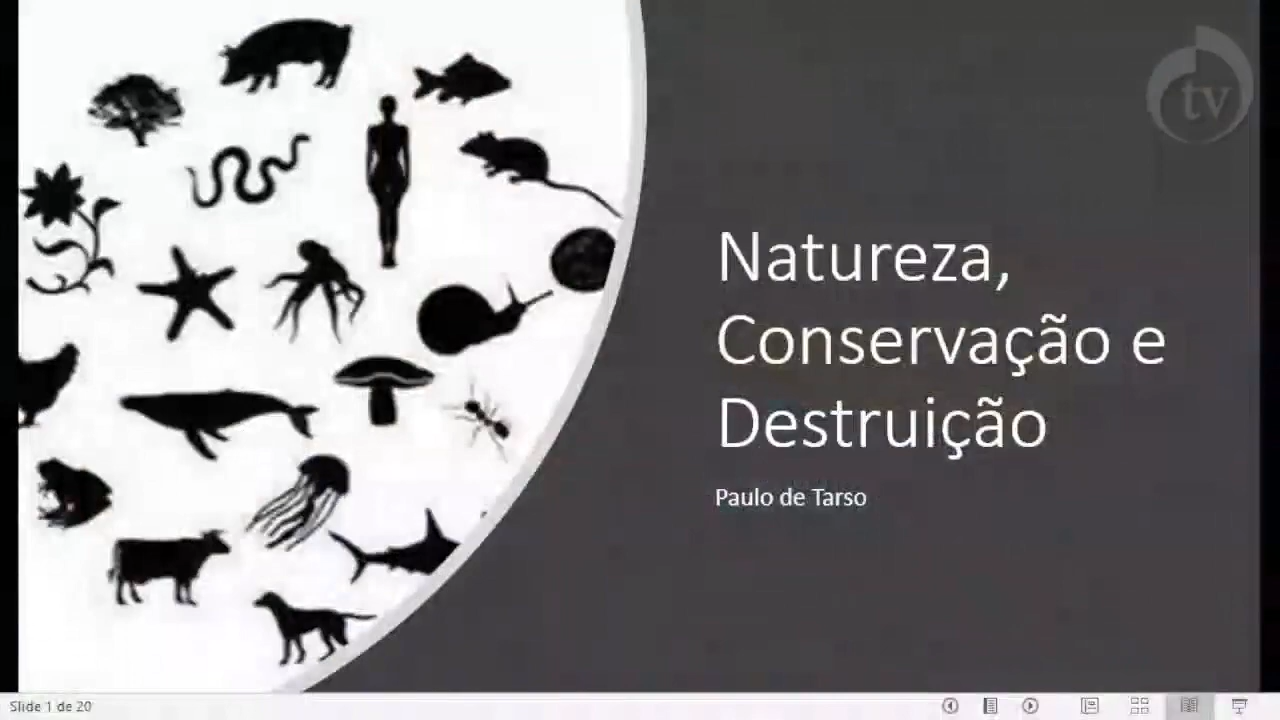 tv
Natureza,
Conservação e
Destruição
Paulo de Tarso
Slide 1 de 20